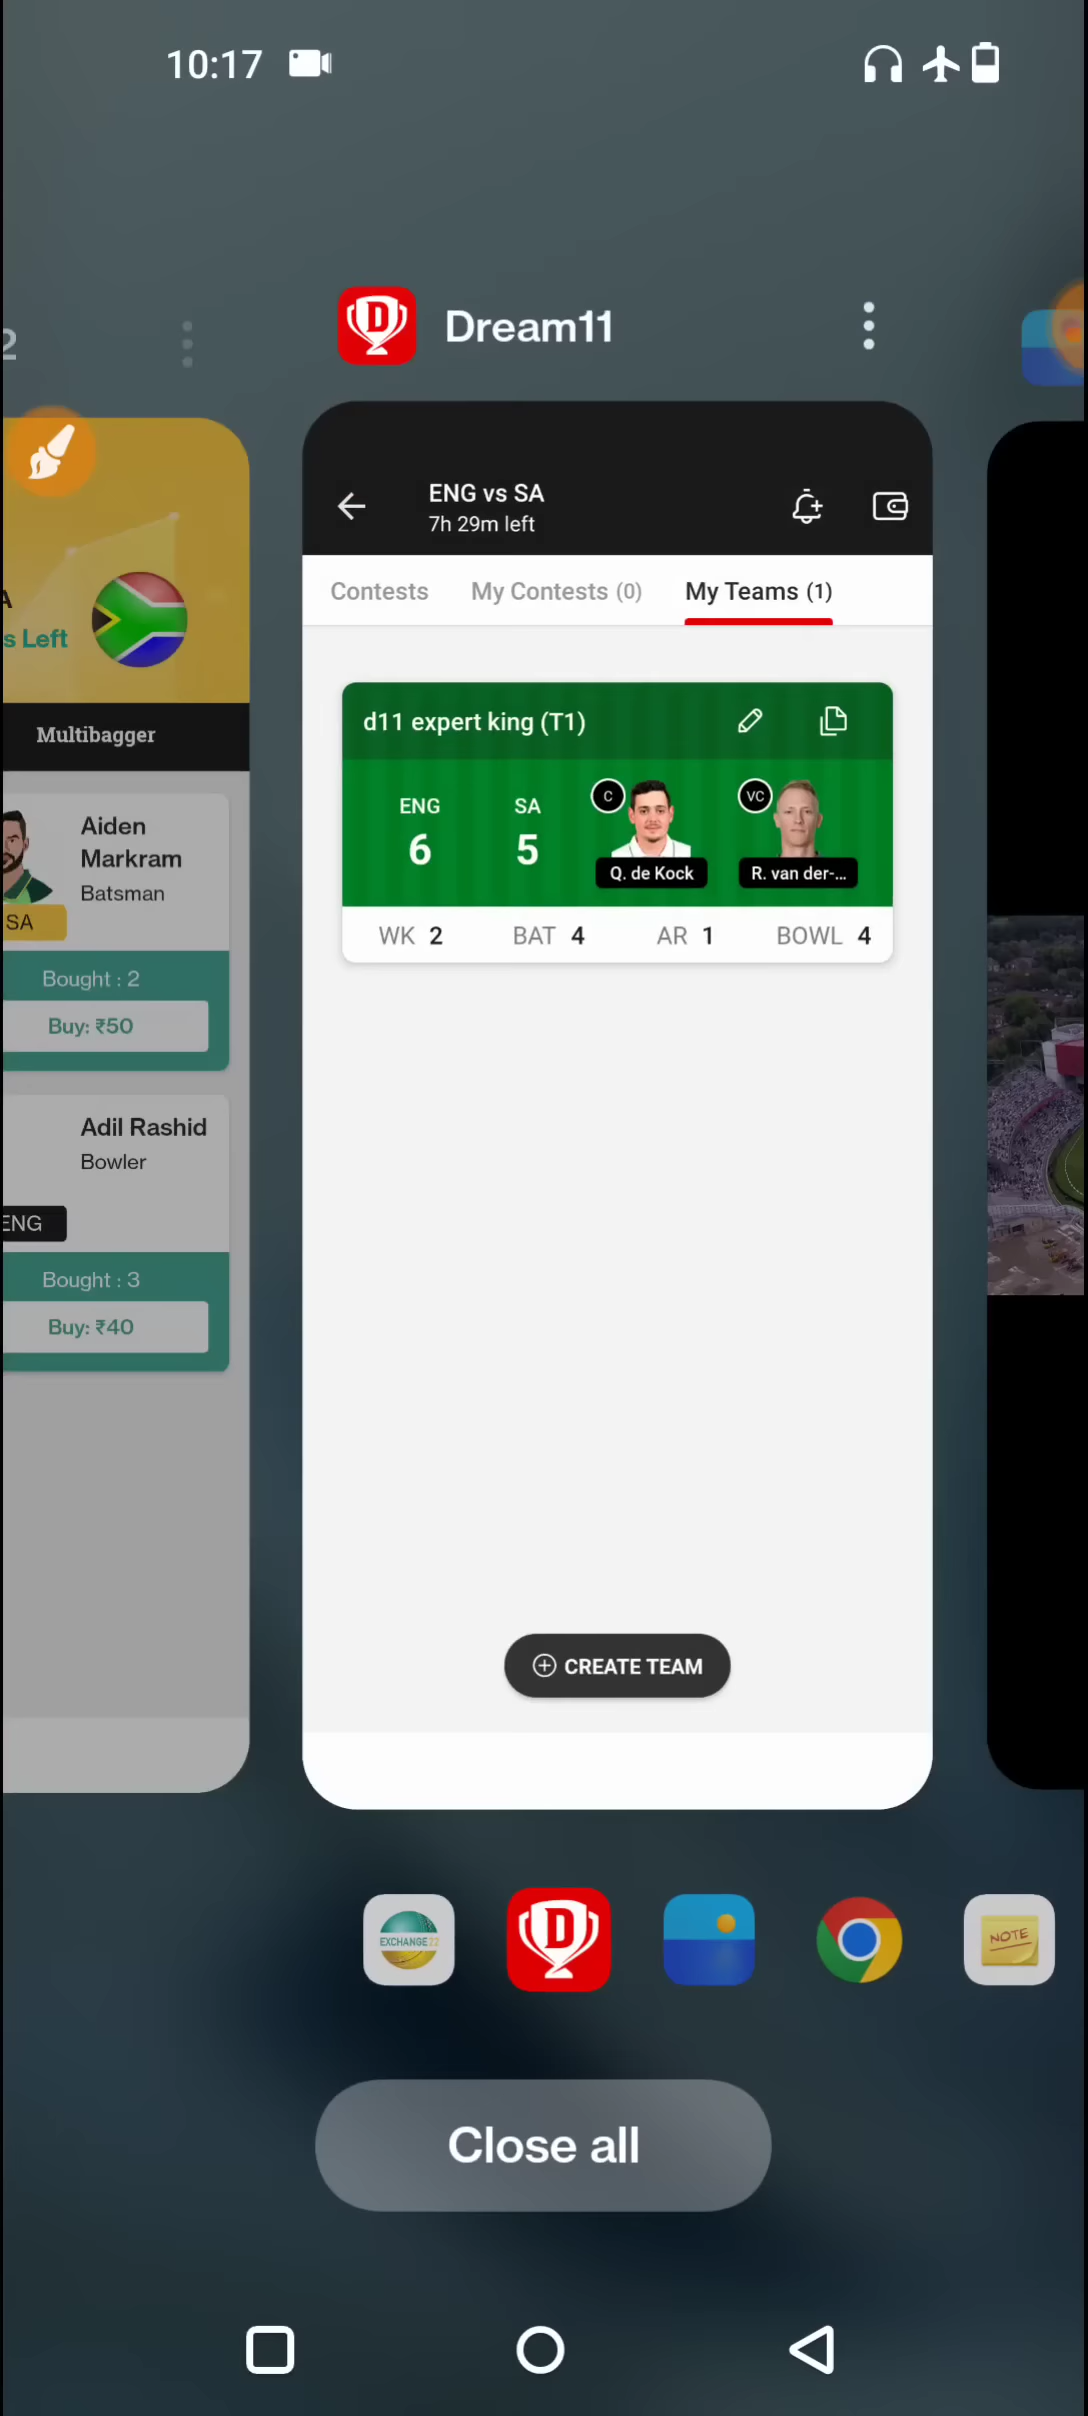 10:17
2
Dream11
ENG vs SA
7h 29m left
Contests
My Contests (0)
My Teams (1)
A
s Left
Multibagger
d11 expert king (T1)
ENG
6
SA
5
C
VC
Q. de Kock
R. van der-...
WK 2
BAT 4
AR 1
BOWL 4
Aiden
Markram
Batsman
SA
Bought : 2
Buy: ₹50
Adil Rashid
Bowler
ENG
Bought : 3
Buy: ₹40
CREATE TEAM
EXCHANGE22
D
NOTE
Close all